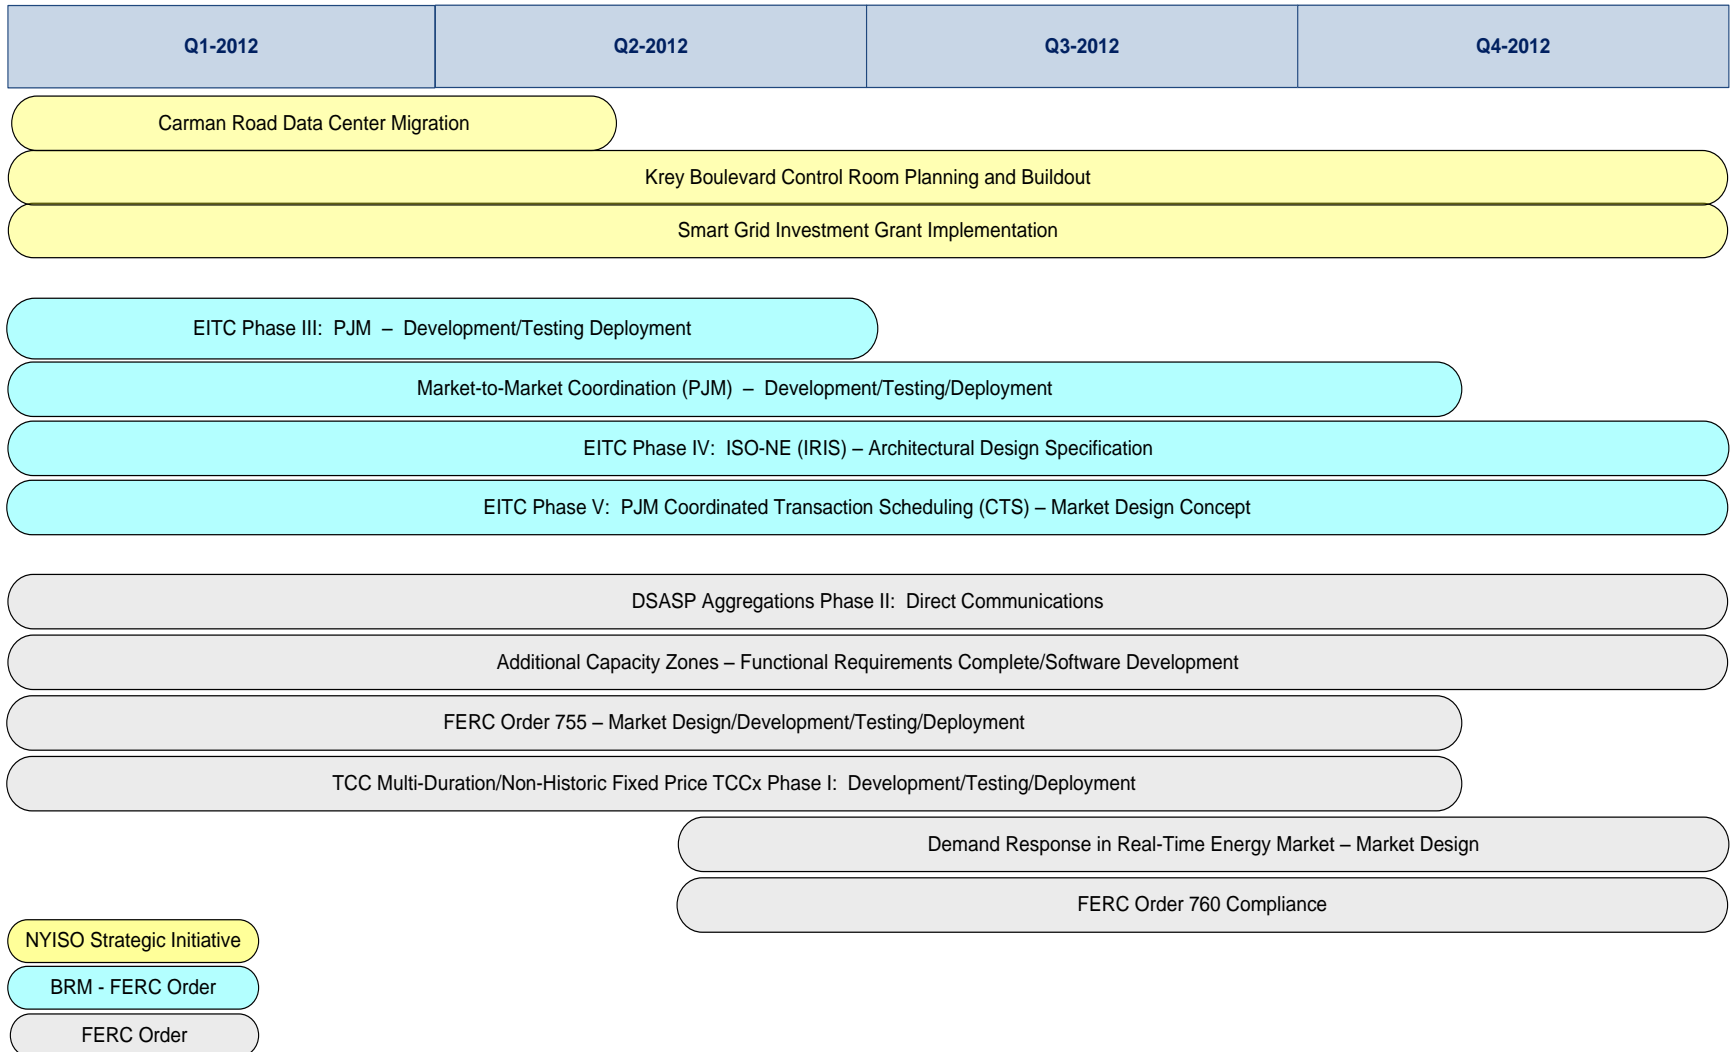 Q1-2012 Q2-2012 Q3-2012 Q4-2012
Carman Road Data Center Migration
Krey Boulevard Control Room Planning and Buildout
Smart Grid Investment Grant Implementation
EITC Phase III:  PJM  –  Development/Testing Deployment
Market-to-Market Coordination (PJM)  –  Development/Testing/Deployment
EITC Phase IV:  ISO-NE (IRIS) – Architectural Design Specification
EITC Phase V:  PJM Coordinated Transaction Scheduling (CTS) – Market Design Concept
DSASP Aggregations Phase II:  Direct Communications
Additional Capacity Zones – Functional Requirements Complete/Software Development
FERC Order 755 – Market Design/Development/Testing/Deployment
TCC Multi-Duration/Non-Historic Fixed Price TCCx Phase I:  Development/Testing/Deployment
Demand Response in Real-Time Energy Market – Market Design
FERC Order 760 Compliance
NYISO Strategic Initiative
BRM - FERC Order
FERC Order